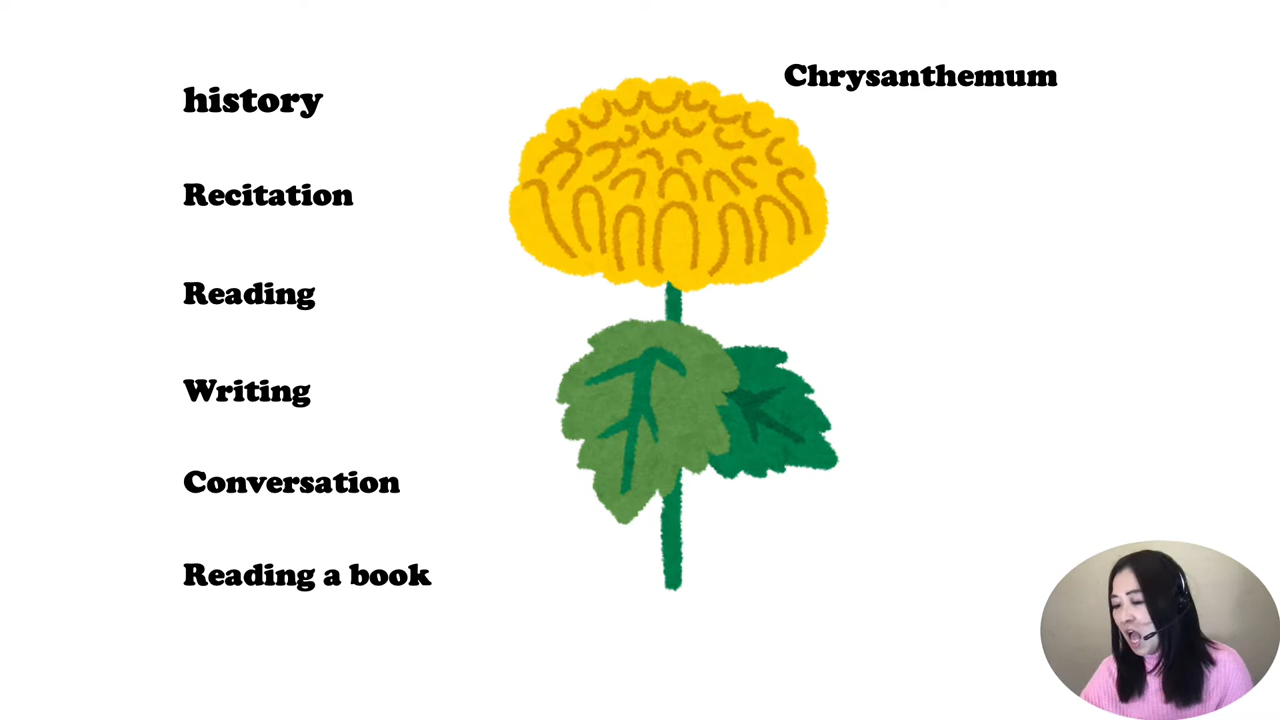 history
Recitation
Reading
Writing
Conversation
Reading a book
Chrysanthemum